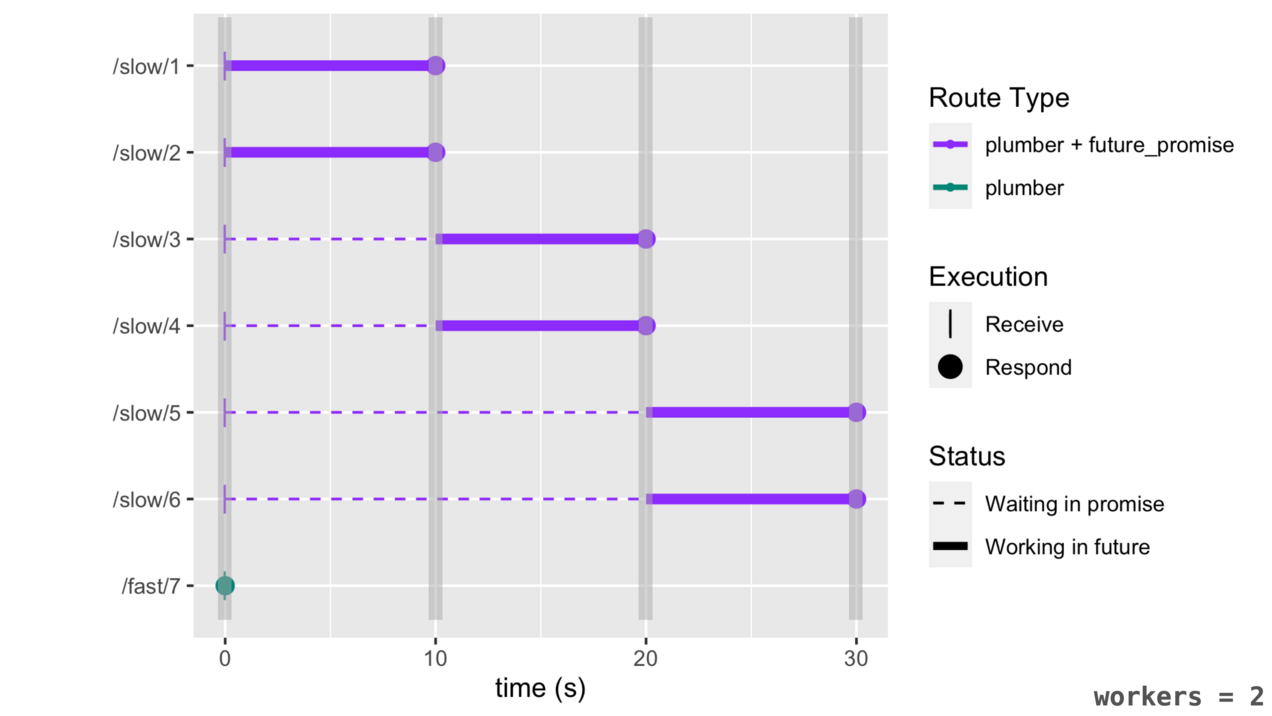 /slow/1
/slow/2
/slow/3
/slow/4
/slow/5
/slow/6
/fast/7
0 10 20 30
time (s)
Route Type
plumber + future_promise
plumber
Execution
Receive
Respond
Status
Waiting in promise
Working in future
workers = 2